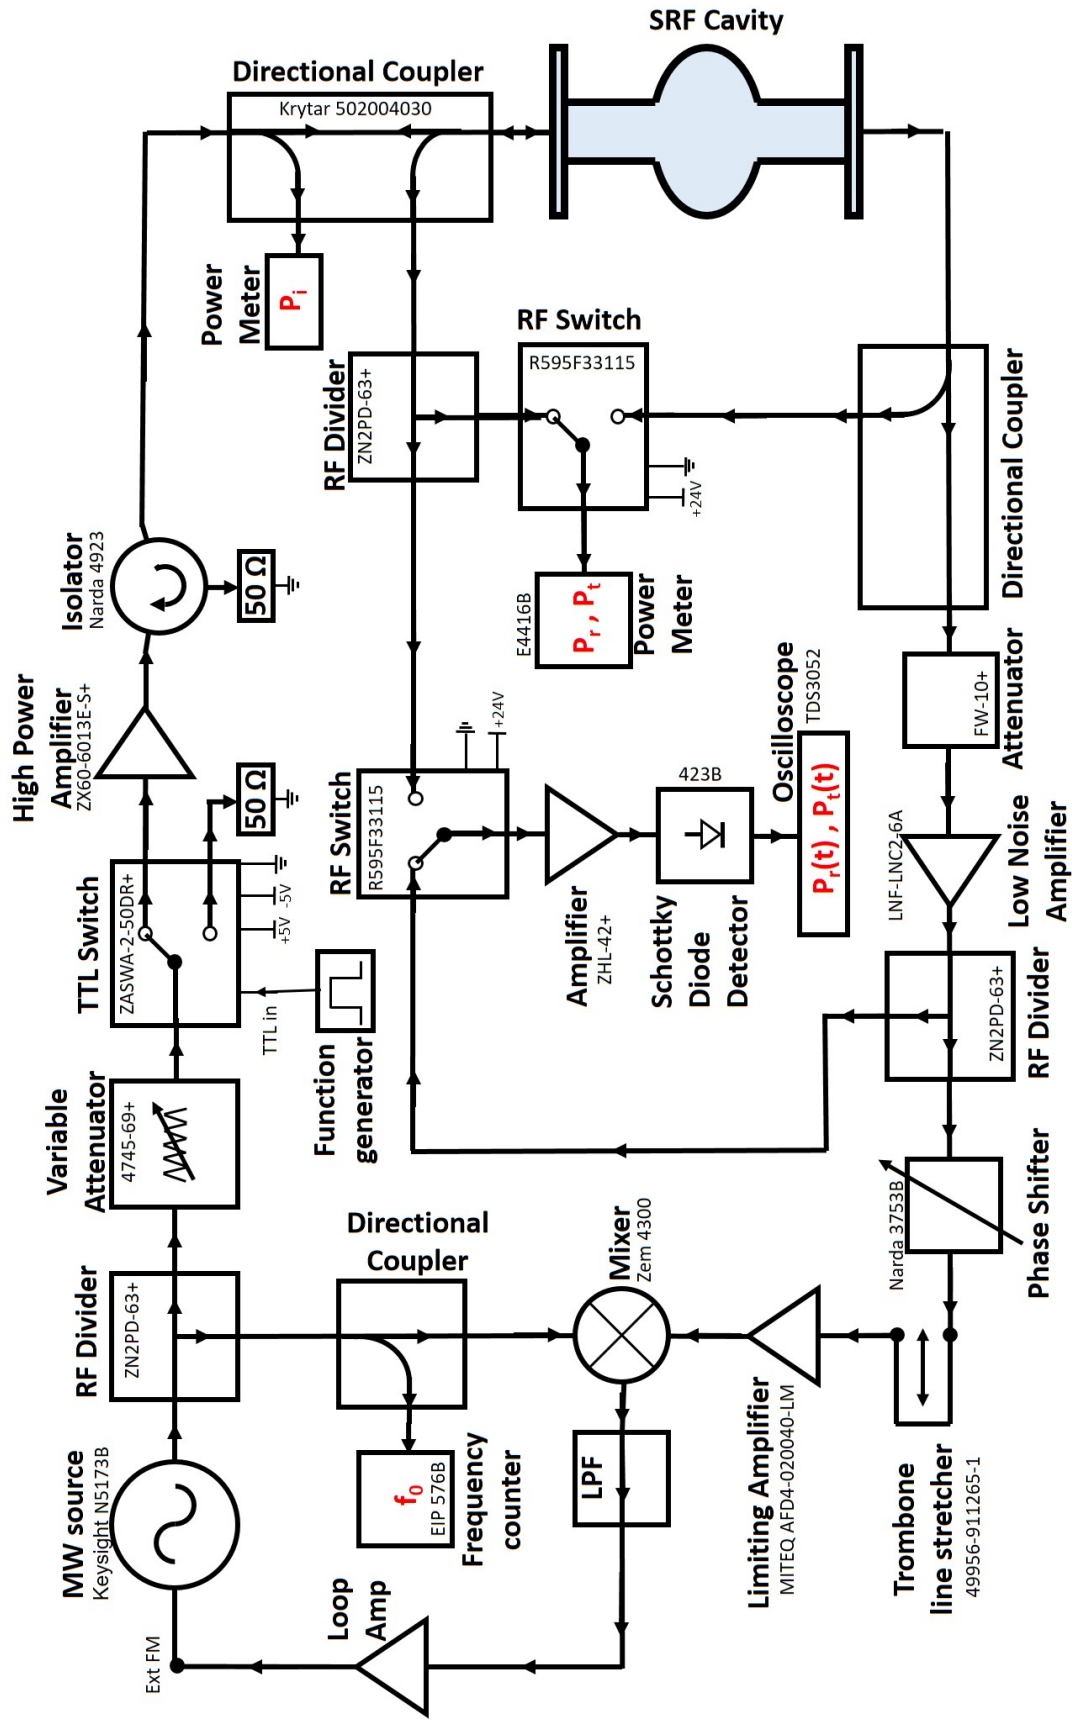 MW source
Keysight N5173B
Ext FM
RF Divider
ZN2PD-63+
Variable
Attenuator
4745-69+
TTL Switch
ZASWA-2-50DR+
+5V
-5V
TTL in
Function
generator
50 Ω
High Power
Amplifier
ZX60-6013E-S+
Isolator
Narda 4923
50 Ω
Directional Coupler
Krytar 502004030
Power
Meter
Pi
SRF Cavity
RF Divider
ZN2PD-63+
RF Switch
R595F33115
+24V
E4416B
Pr , Pt
Power
Meter
RF Switch
R595F33115
+24V
Amplifier
ZHL-42+
Schottky
Diode
Detector
423B
Oscilloscope
TDS3052
Pr(t) , Pt(t)
Directional
Coupler
f0
EIP 576B
Frequency
counter
Mixer
Zem 4300
LPF
Loop
Amp
Limiting Amplifier
MITEQ AFD4-020040-LM
Trombone
line stretcher
49956-911265-1
Narda 3753B
Phase Shifter
ZN2PD-63+
RF Divider
LNF-LNC2-6A
Low Noise
Amplifier
FW-10+
Attenuator
Directional Coupler